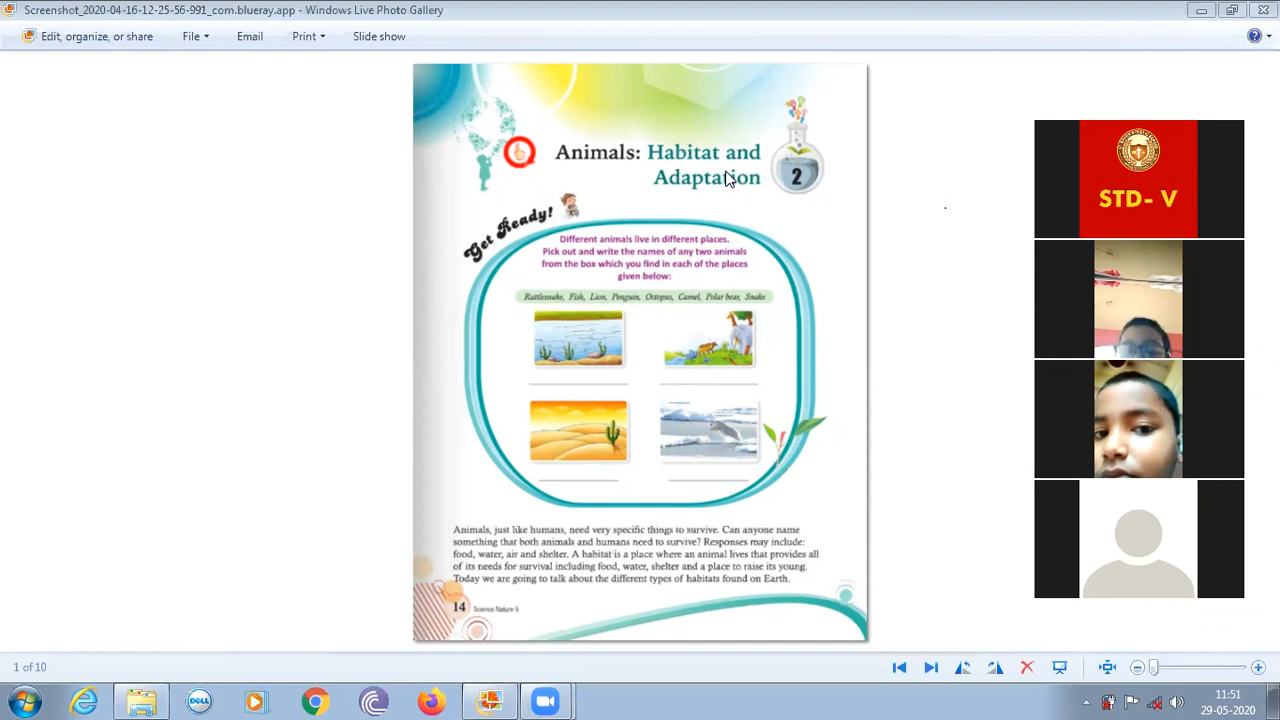 Screenshot_2020-04-16-12-25-56-991_com.blueray.app - Windows Live Photo Gallery
Edit, organize, or share File Email Print Slide show
Animals: Habitat and
Adaptation
2
Get Ready!
Different animals live in different places.
Pick out and write the names of any two animals
from the box which you find in each of the places
given below:
Rattlesnake, Fish, Lion, Penguin, Octopus, Camel, Polar bear, Snake
Animals, just like humans, need very specific things to survive. Can anyone name
something that both animals and humans need to survive? Responses may include:
food, water, air and shelter. A habitat is a place where an animal lives that provides all
of its needs for survival including food, water, shelter and a place to raise its young.
Today we are going to talk about the different types of habitats found on Earth.
14 Science Nature-5
STD- V
1 of 10
DELL
11:51
29-05-2020